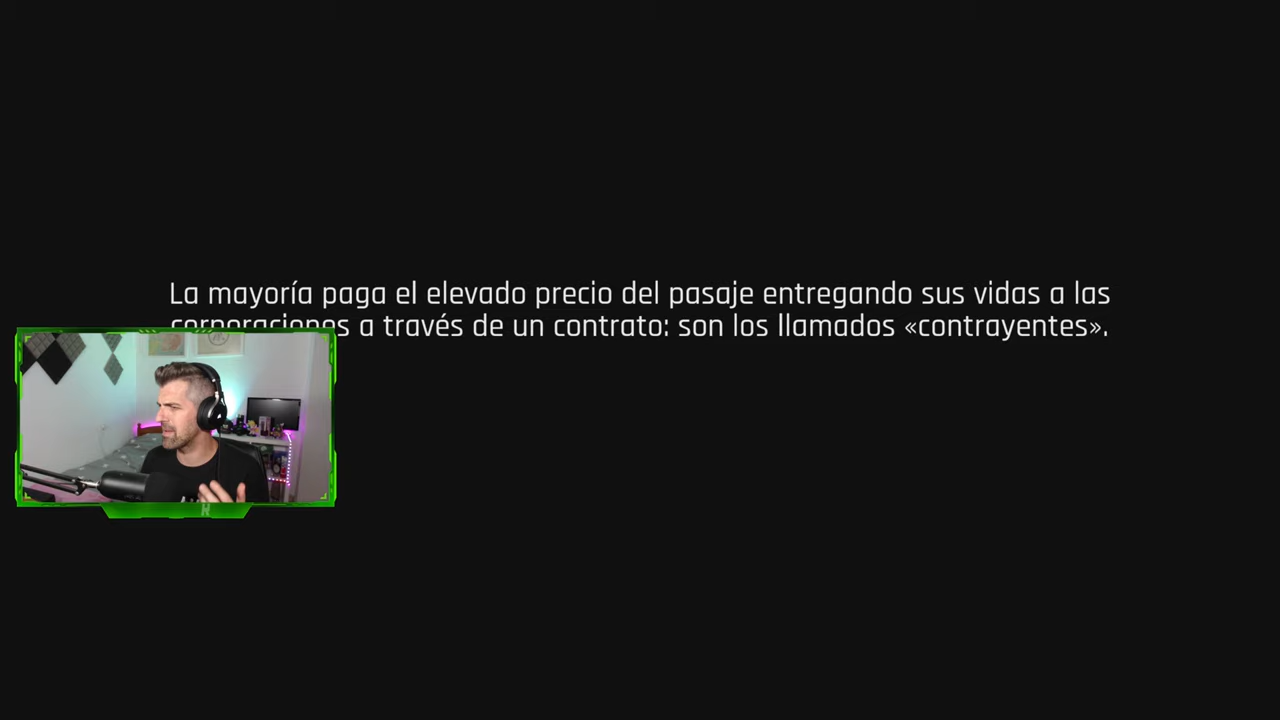 La mayoría paga el elevado precio del pasaje entregando sus vidas a las
corporaciones a través de un contrato: son los llamados «contrayentes».